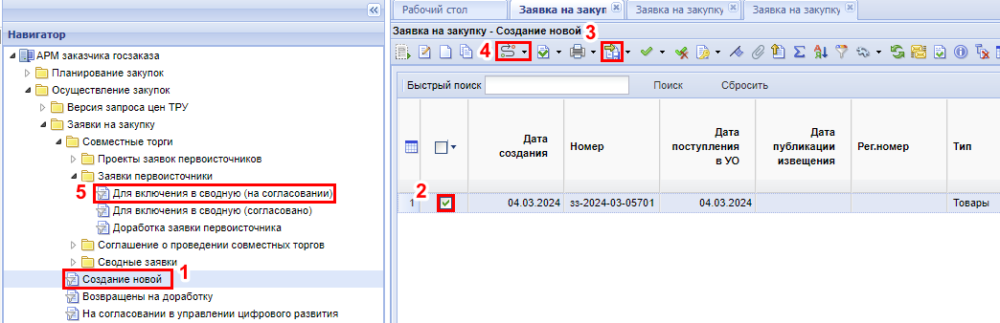 Навигатор
АРМ заказчика госзаказа
Планирование закупок
Осуществление закупок
Версия запроса цен ТРУ
Заявки на закупку
Совместные торги
Проекты заявок первоисточников
Заявки первоисточники
5 Для включения в сводную (на согласовании)
Для включения в сводную (согласовано)
Доработка заявки первоисточника
Соглашение о проведении совместных торгов
Сводные заявки
Создание новой 1
Возвращены на доработку
На согласовании в управлении цифрового развития
Рабочий стол Заявка на закуп Заявка на закупку Заявка на закупку
Заявка на закупку - Создание новой 3
4
Быстрый поиск Поиск Сбросить
Дата создания
Номер
Дата поступления в УО
Дата публикации извещения
Рег.номер
Тип
2
1 04.03.2024 зз-2024-03-05701 04.03.2024 Товары